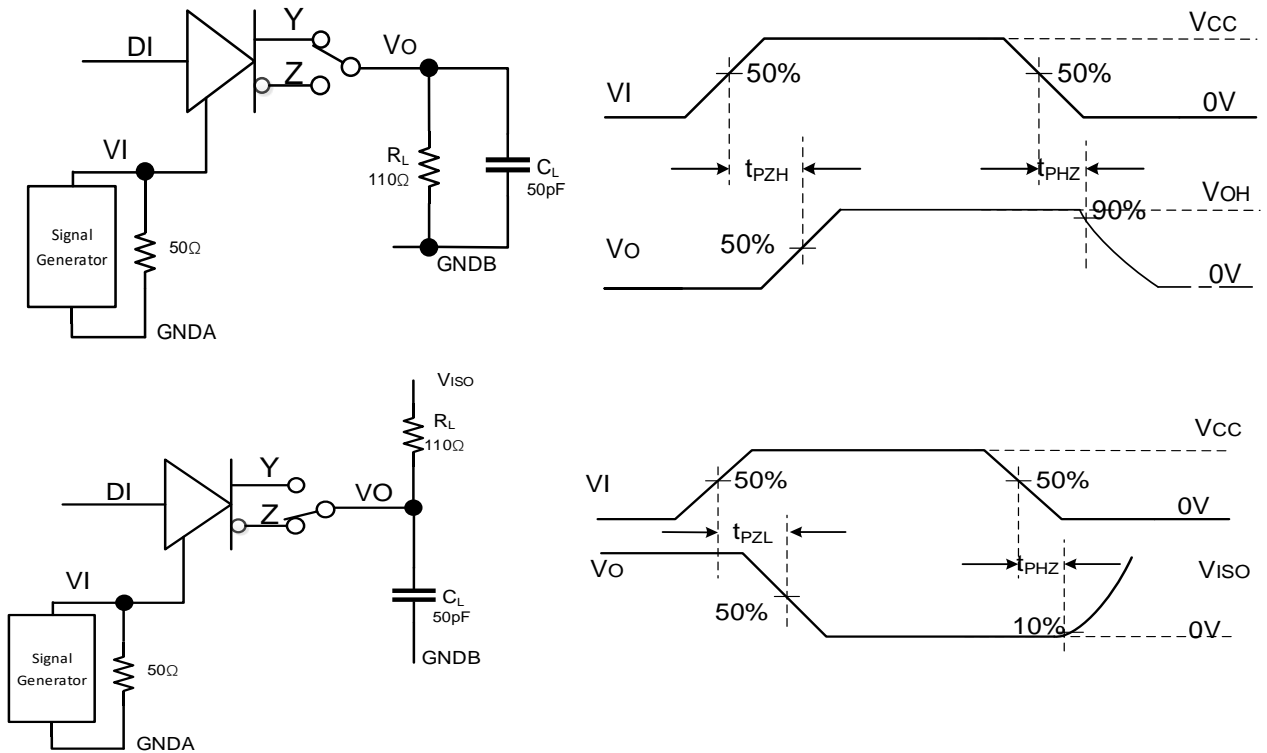 Y
DI
VO
Z
VI
RL
110Ω
CL
50pF
Signal
Generator
50Ω
GNDB
GNDA
VCC
50%
50%
VI
0V
tPZH
tPHZ
VOH
90%
VO
50%
0V
VISO
RL
110Ω
Y
DI
VO
Z
VI
CL
50pF
Signal
Generator
50Ω
GNDB
GNDA
VCC
50%
50%
VI
0V
tPZL
VO
tPHZ
VISO
50%
10%
0V